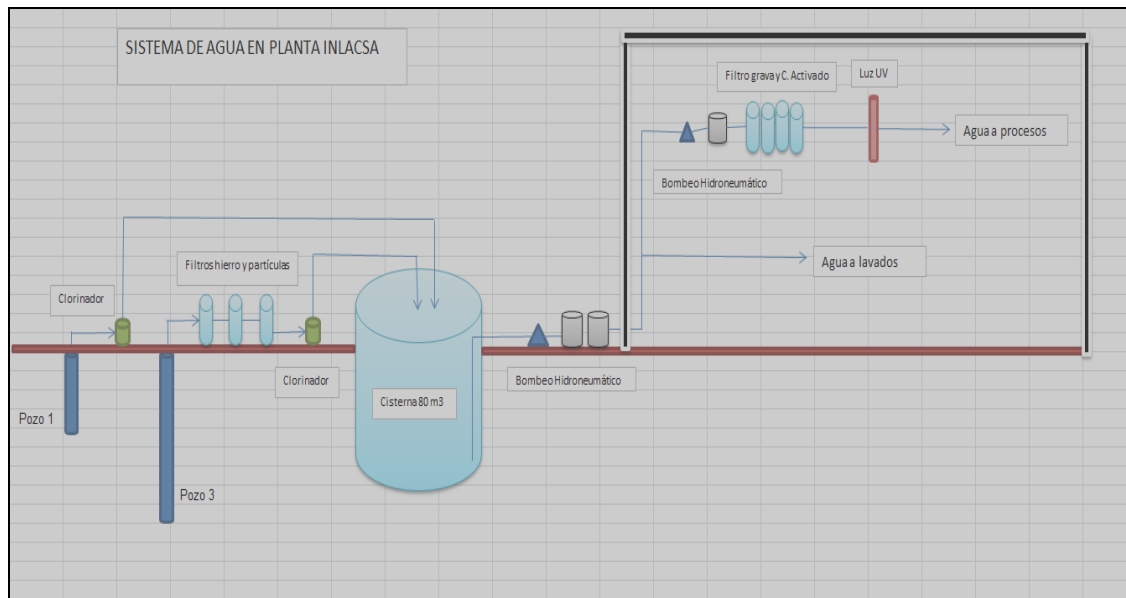 SISTEMA DE AGUA EN PLANTA INLACSA
Filtro grava y C. Activado
Luz UV
Agua a procesos
Bombeo Hidroneumático
Filtros hierro y partículas
Agua a lavados
Clorinador
Clorinador
Bombeo Hidroneumático
Cisterna 80 m3
Pozo 1
Pozo 3